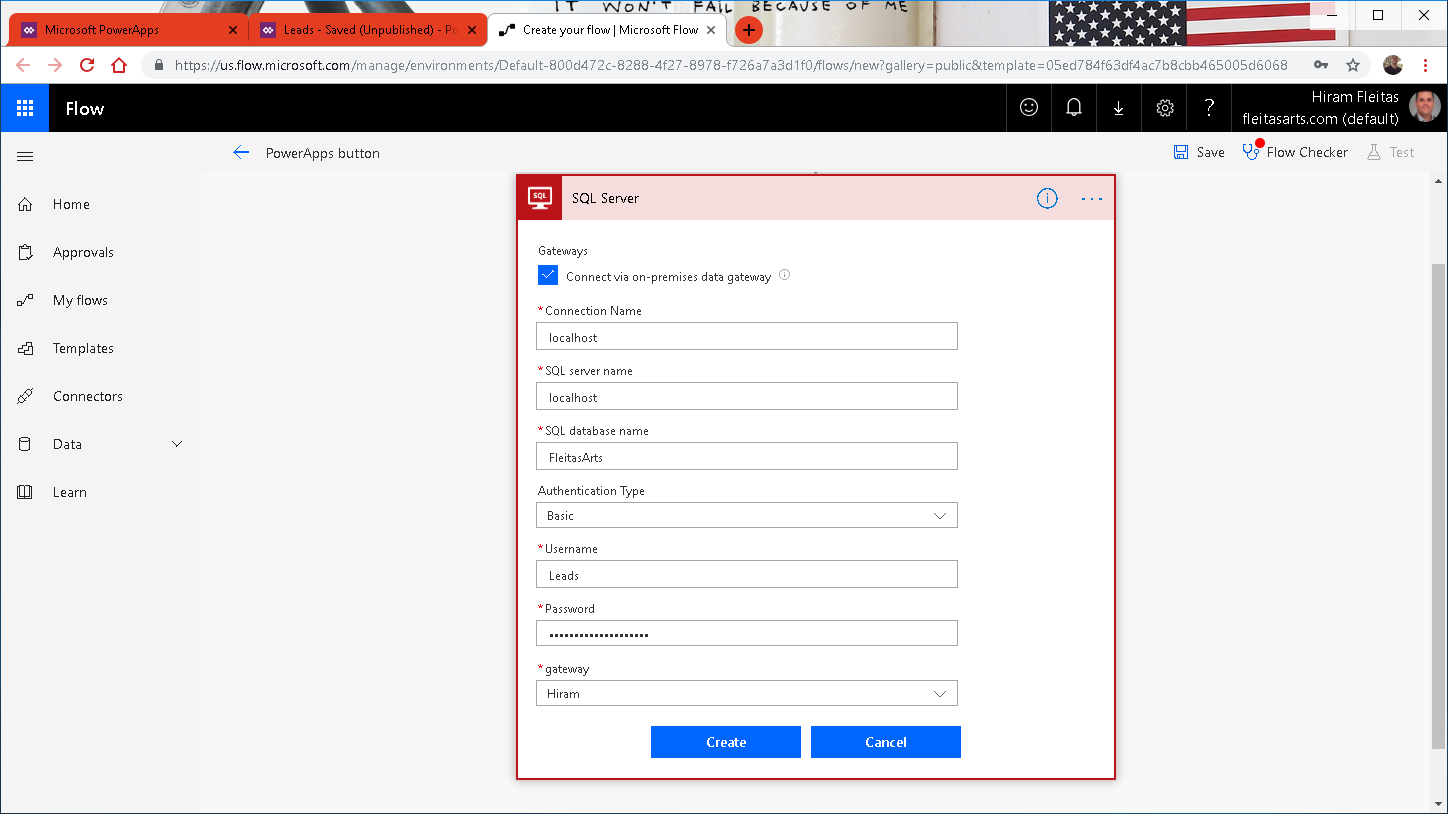 IT WON'T FAIL BECAUSE OF ME
Microsoft PowerApps
Leads - Saved (Unpublished) - Po
Create your flow | Microsoft Flow
https://us.flow.microsoft.com/manage/environments/Default-800d472c-8288-4f27-8978-f726a7a3d1f0/flows/new?gallery=public&template=05ed784f63df4ac7b8cbb465005d6068
Flow
?
Hiram Fleitas
fleitasarts.com (default)
PowerApps button
Save
Flow Checker
Test
Home
Approvals
My flows
Templates
Connectors
Data
Learn
SQL
SQL Server
Gateways
Connect via on-premises data gateway
*Connection Name
localhost
*SQL server name
localhost
*SQL database name
FleitasArts
Authentication Type
Basic
*Username
Leads
*Password
••••••••••••••••••••
*gateway
Hiram
Create
Cancel